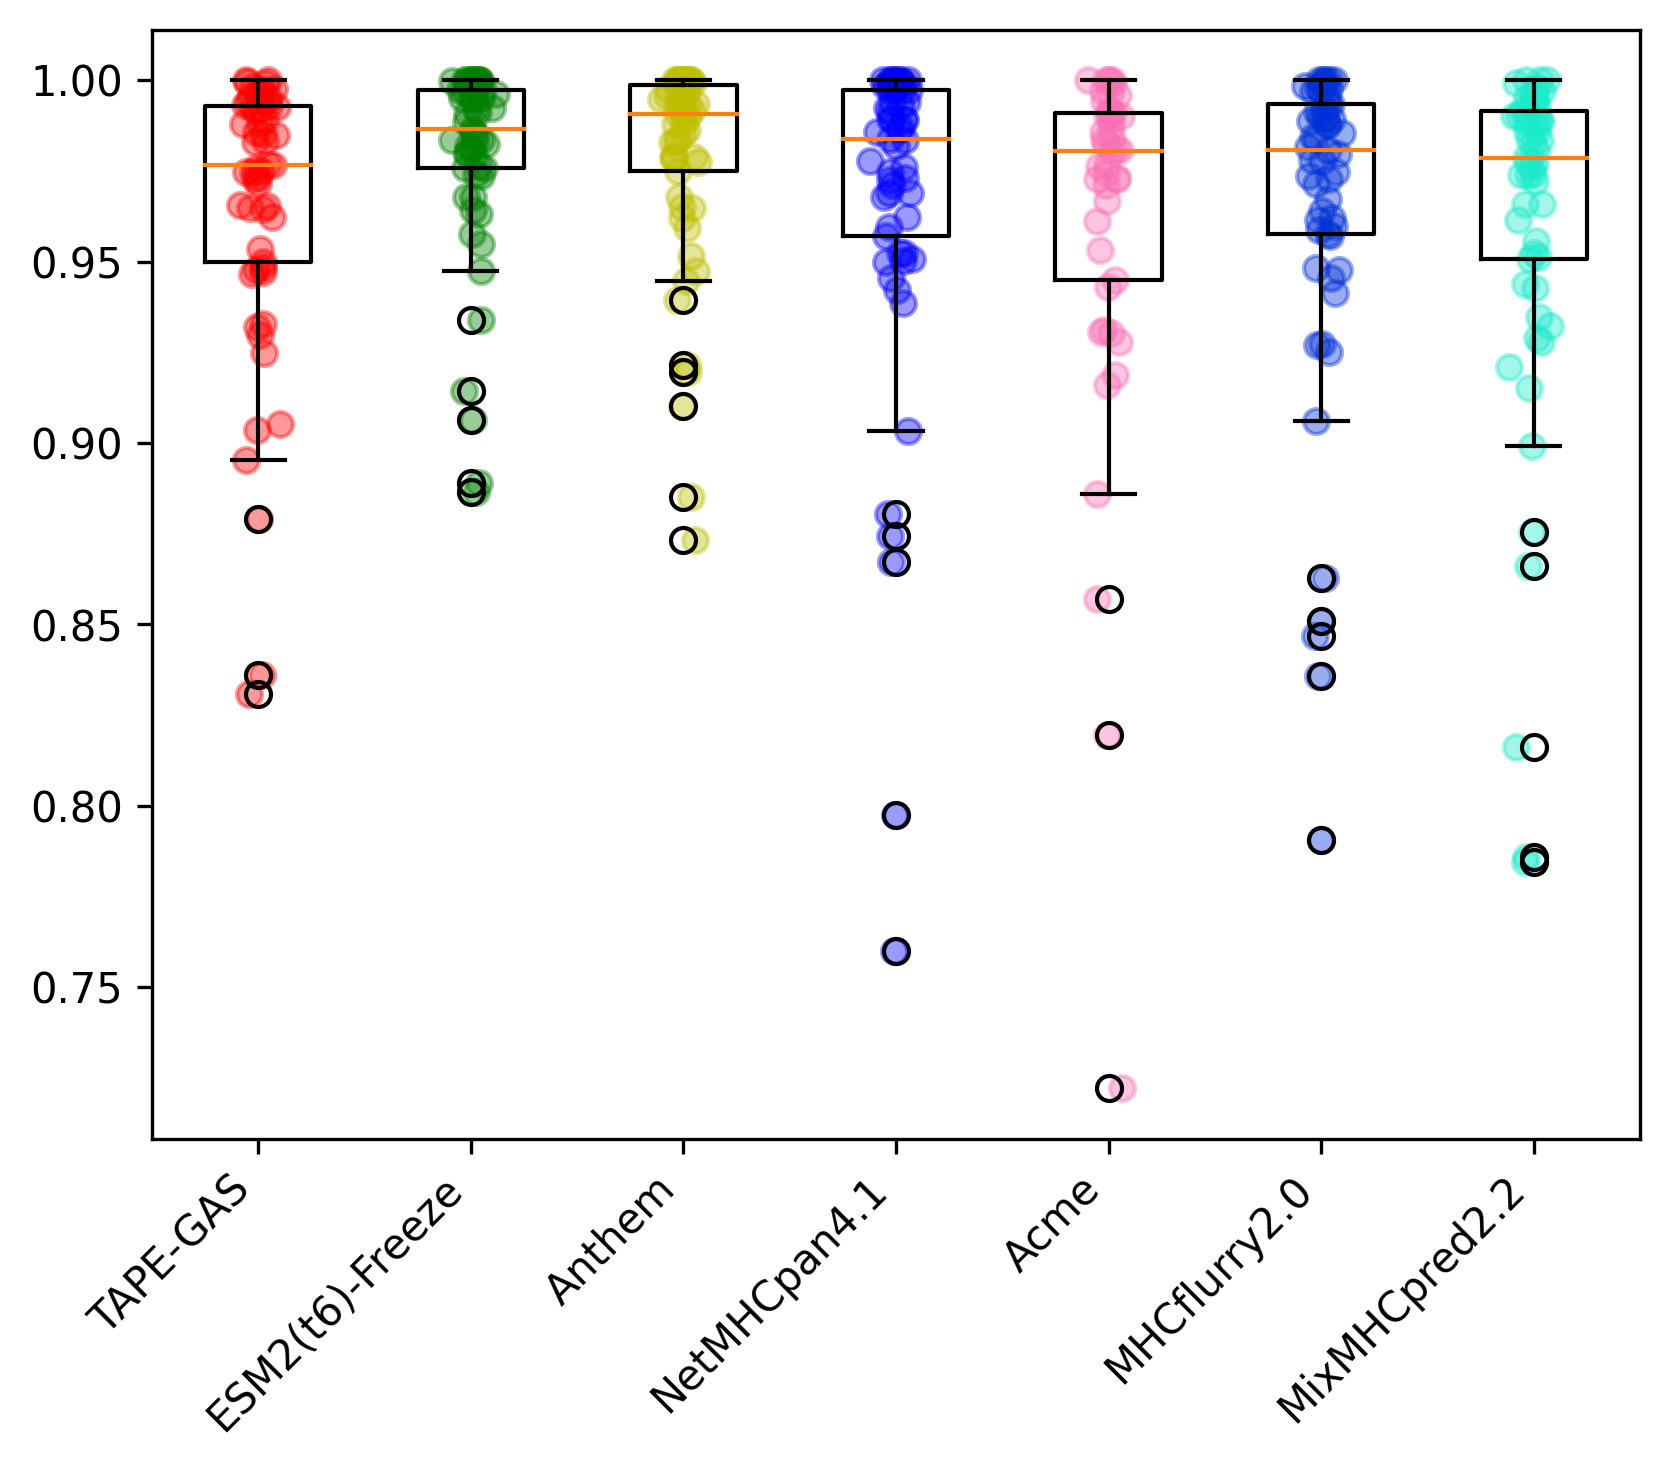 1.00
0.95
0.90
0.85
0.80
0.75
TAPE-GAS
ESM2(t6)-Freeze
Anthem
NetMHCpan4.1
Acme
MHCflurry2.0
MixMHCpred2.2